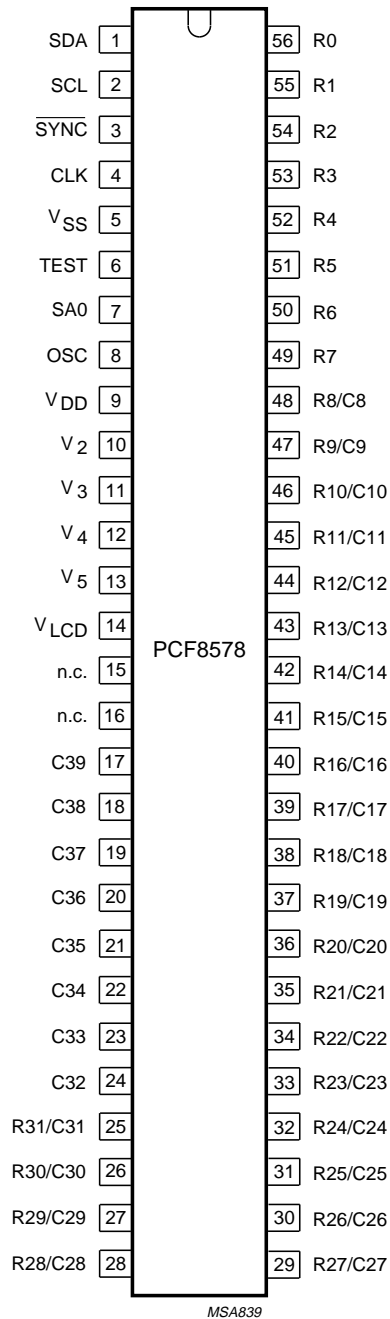 SDA 1 56 R0
SCL 2 55 R1
SYNC 3 54 R2
CLK 4 53 R3
VSS 5 52 R4
TEST 6 51 R5
SA0 7 50 R6
OSC 8 49 R7
VDD 9 48 R8/C8
V2 10 47 R9/C9
V3 11 46 R10/C10
V4 12 45 R11/C11
V5 13 44 R12/C12
VLCD 14 43 R13/C13
PCF8578
n.c. 15 42 R14/C14
n.c. 16 41 R15/C15
C39 17 40 R16/C16
C38 18 39 R17/C17
C37 19 38 R18/C18
C36 20 37 R19/C19
C35 21 36 R20/C20
C34 22 35 R21/C21
C33 23 34 R22/C22
C32 24 33 R23/C23
R31/C31 25 32 R24/C24
R30/C30 26 31 R25/C25
R29/C29 27 30 R26/C26
R28/C28 28 29 R27/C27
MSA839